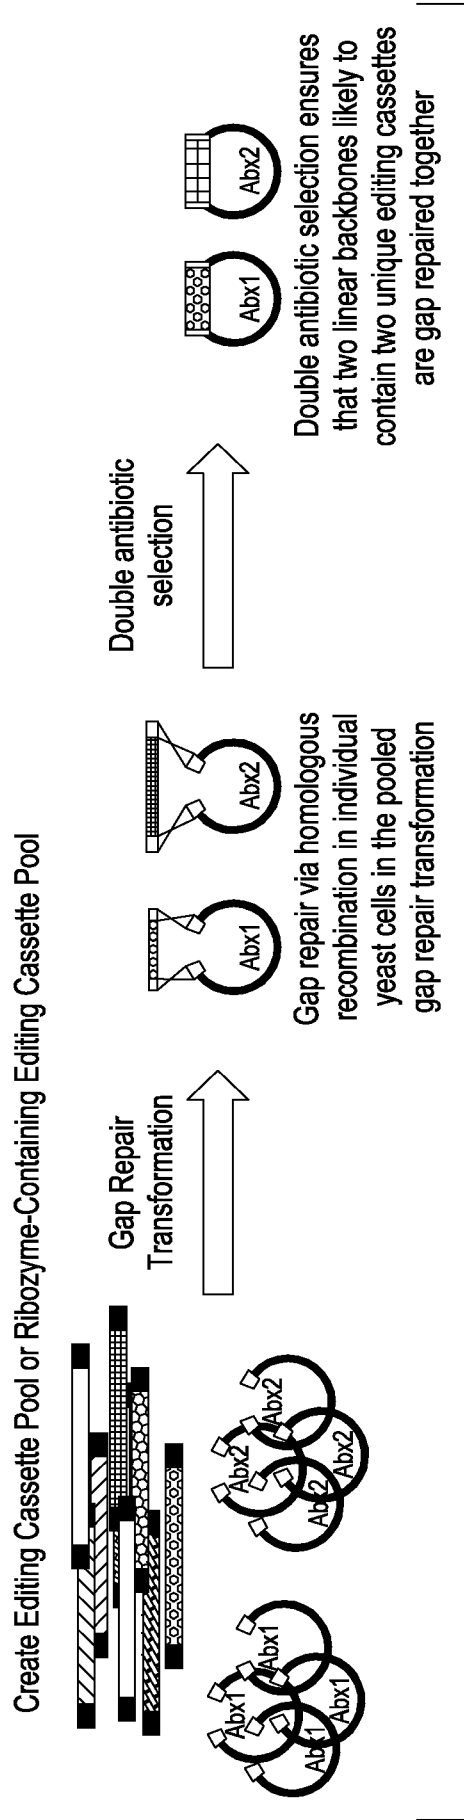 Create Editing Cassette Pool or Ribozyme-Containing Editing Cassette Pool
Abx1
Abx1
Abx1
Abx1
Abx2
Abx2
Abx2
Abx2
Gap Repair
Transformation
Abx1
Abx2
Gap repair via homologous
recombination in individual
yeast cells in the pooled
gap repair transformation
Double antibiotic
selection
Abx1
Abx2
Double antibiotic selection ensures
that two linear backbones likely to
contain two unique editing cassettes
are gap repaired together